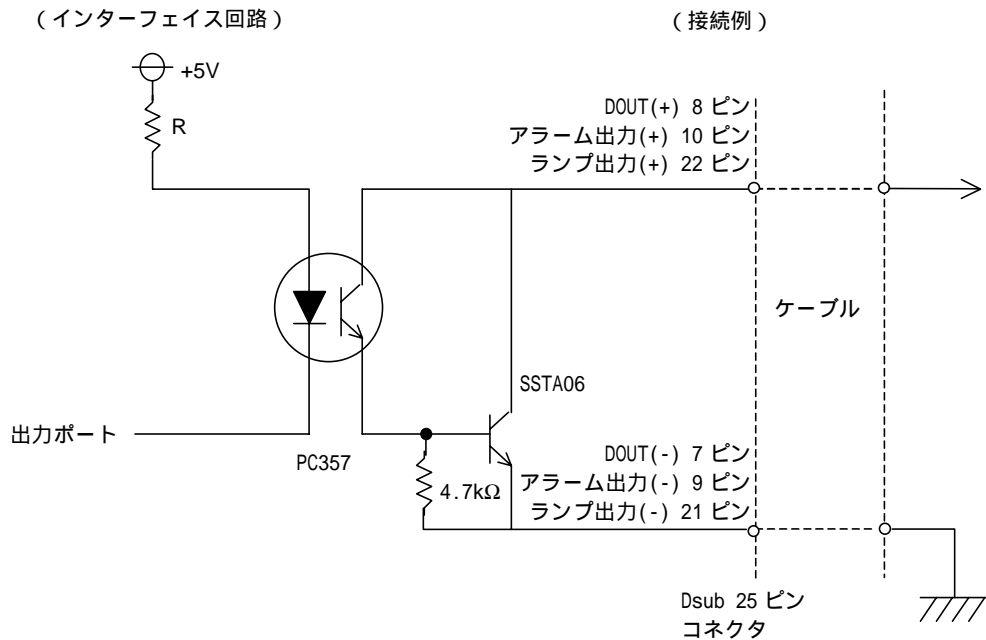 (インターフェイス回路)
(接続例)
+5V
R
DOUT(+) 8 ピン
アラーム出力(+) 10 ピン
ランプ出力(+) 22 ピン
ケーブル
SSTA06
出力ポート
PC357
4.7kΩ
DOUT(-) 7 ピン
アラーム出力(-) 9 ピン
ランプ出力(-) 21 ピン
Dsub 25 ピン
コネクタ